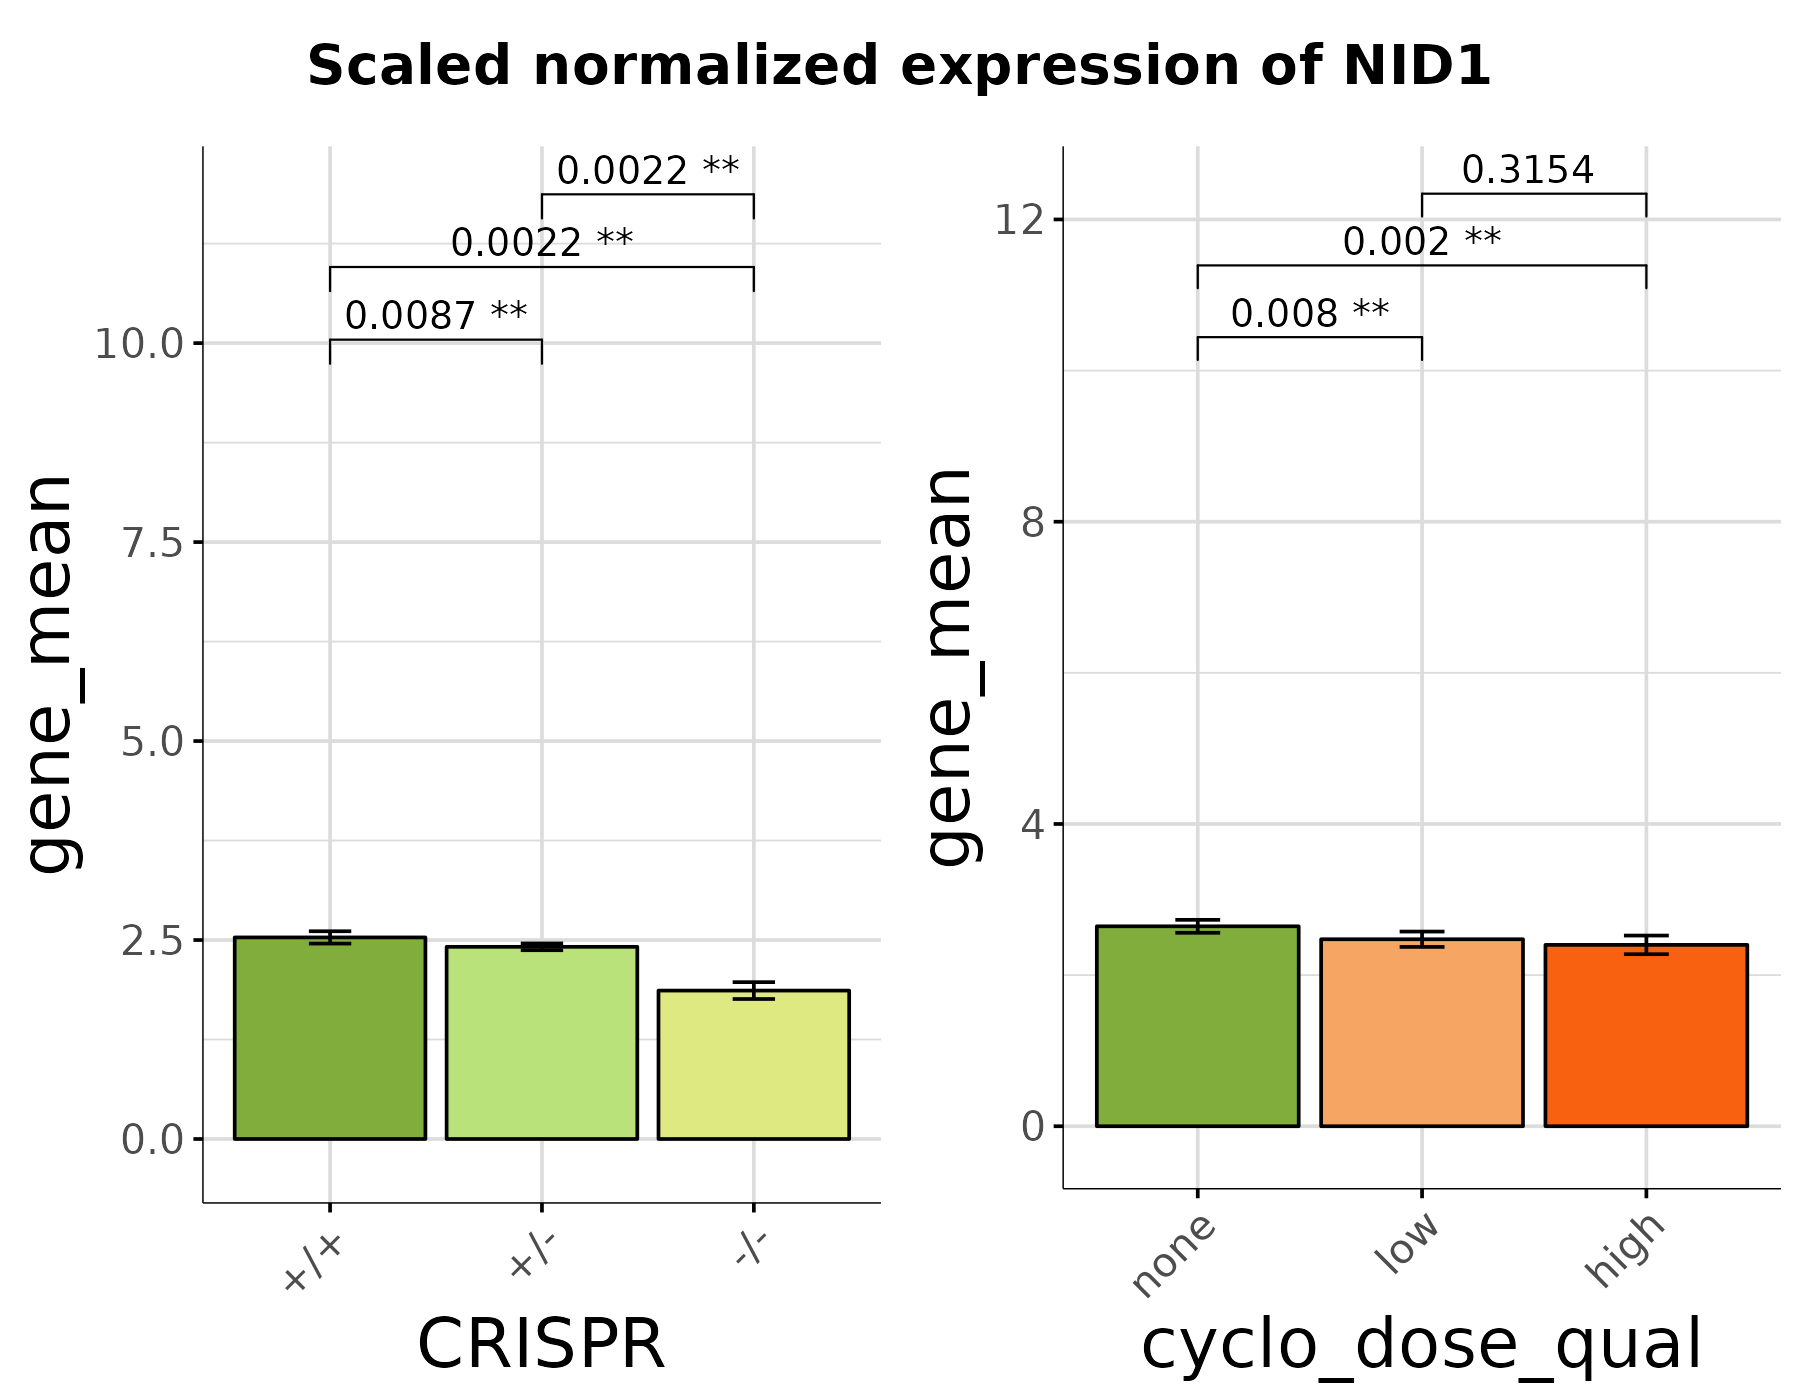 Scaled normalized expression of NID1
gene_mean
10.0
7.5
5.0
2.5
0.0
0.0022 **
0.0022 **
0.0087 **
+/+
+/-
-/-
CRISPR
gene_mean
12
8
4
0
0.3154
0.002 **
0.008 **
none
low
high
cyclo_dose_qual